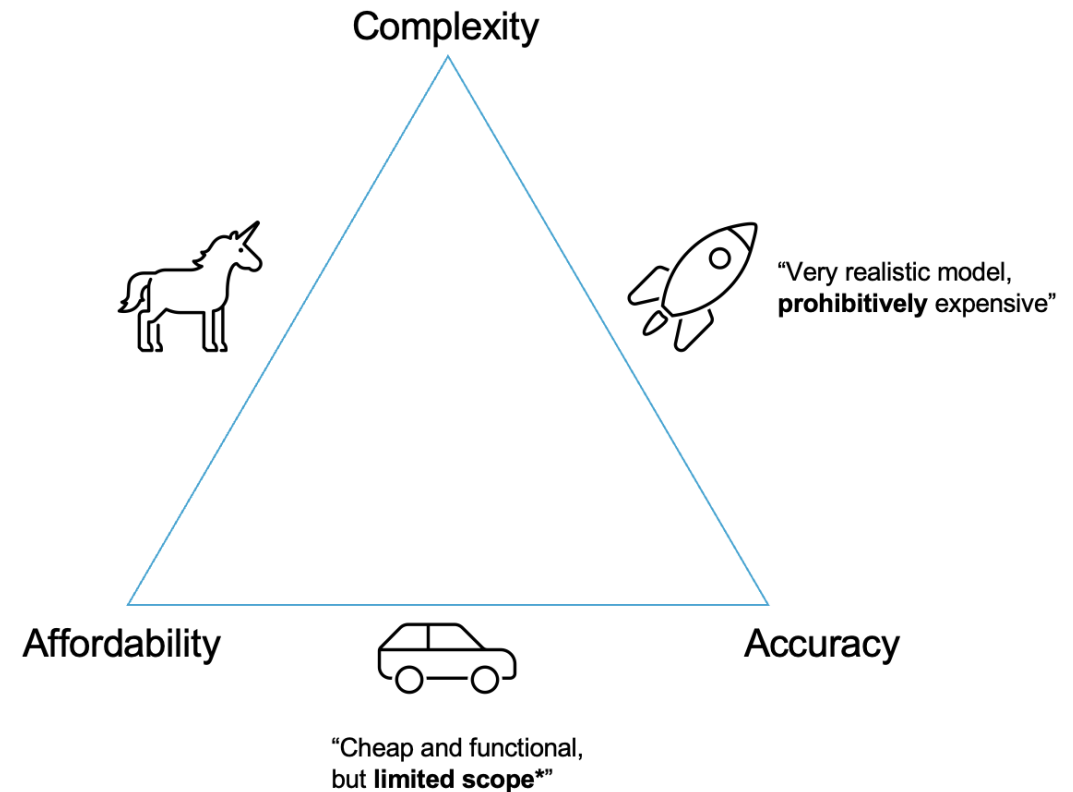 Complexity
“Very realistic model,
prohibitively expensive”
Affordability
Accuracy
“Cheap and functional,
but limited scope*”